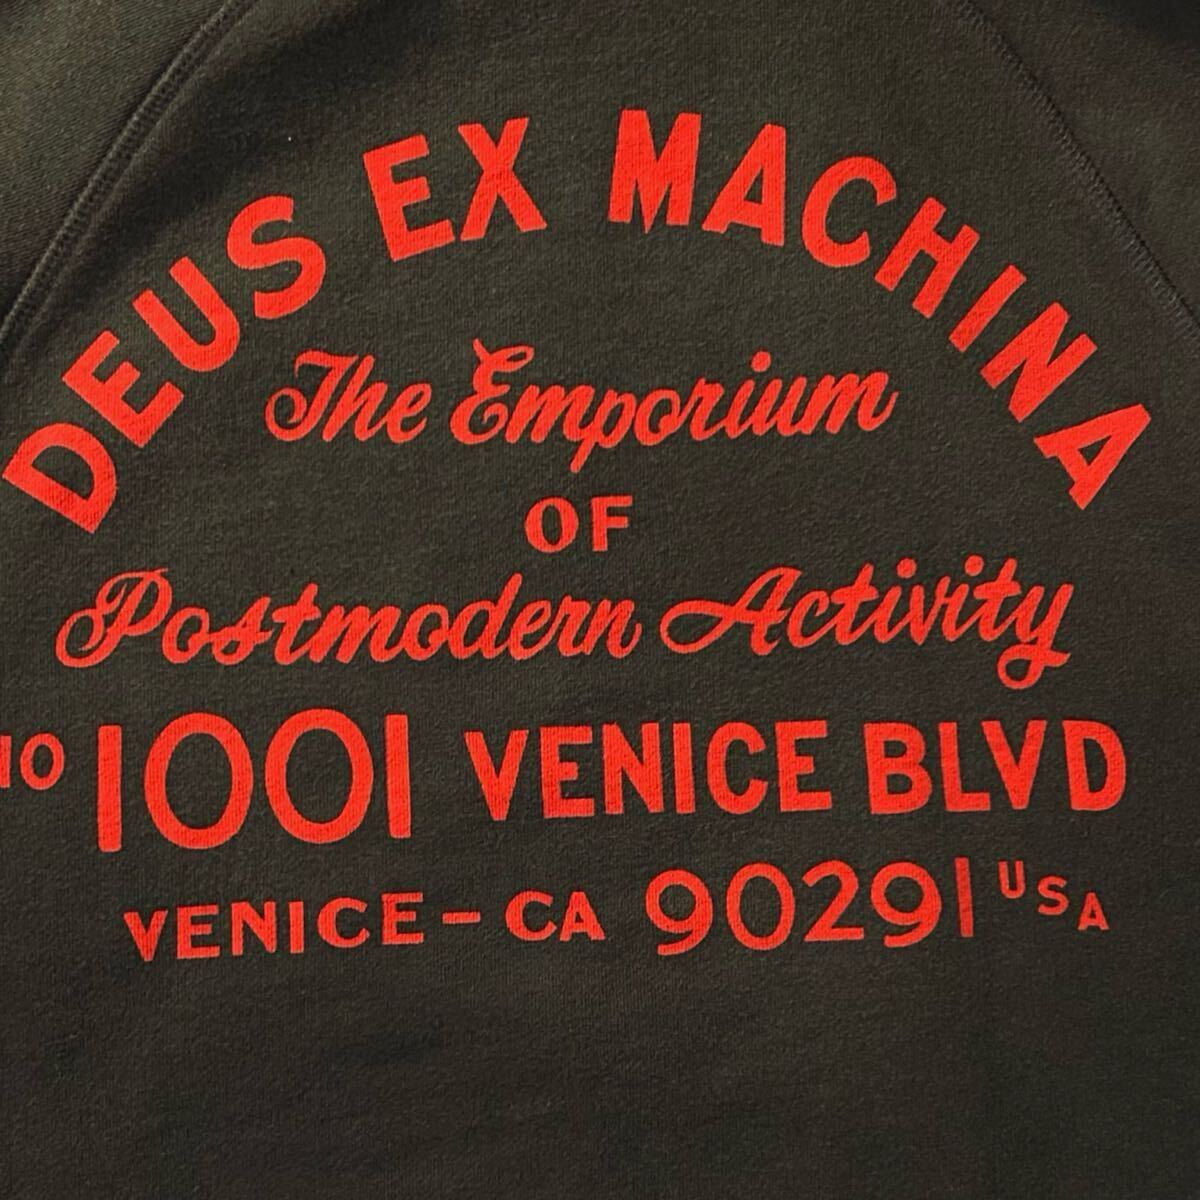 DEUS EX MACHINA
The Emporium
OF
Postmodern Activity
NO 1001 VENICE BLVD
VENICE – CA 90291 USA